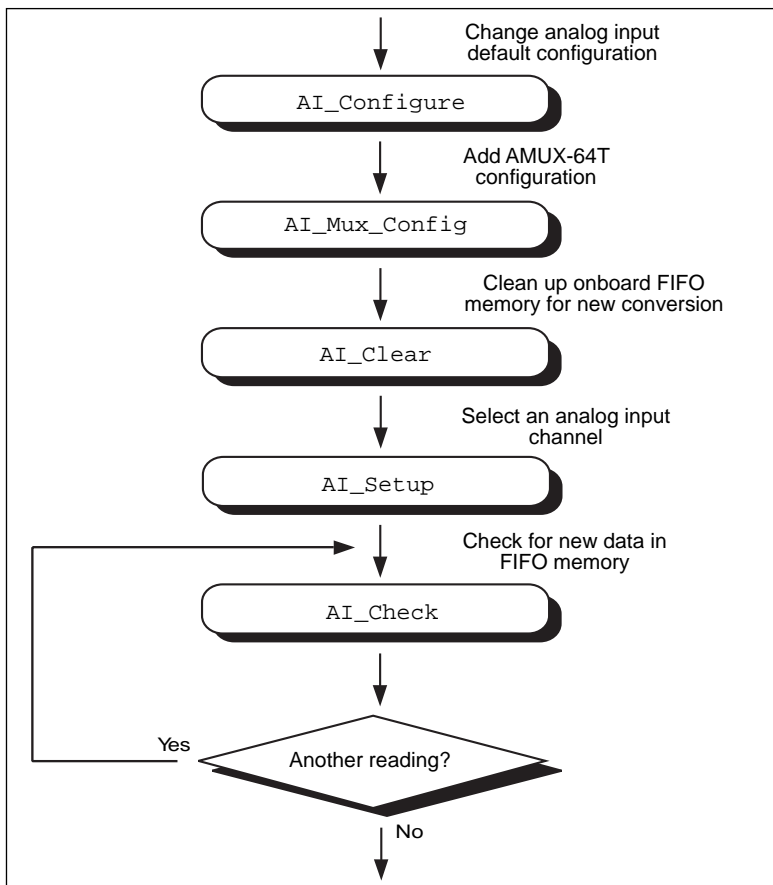 Change analog input
default configuration
AI_Configure
Add AMUX-64T
configuration
AI_Mux_Config
Clean up onboard FIFO
memory for new conversion
AI_Clear
Select an analog input
channel
AI_Setup
Check for new data in
FIFO memory
AI_Check
Yes
Another reading?
No